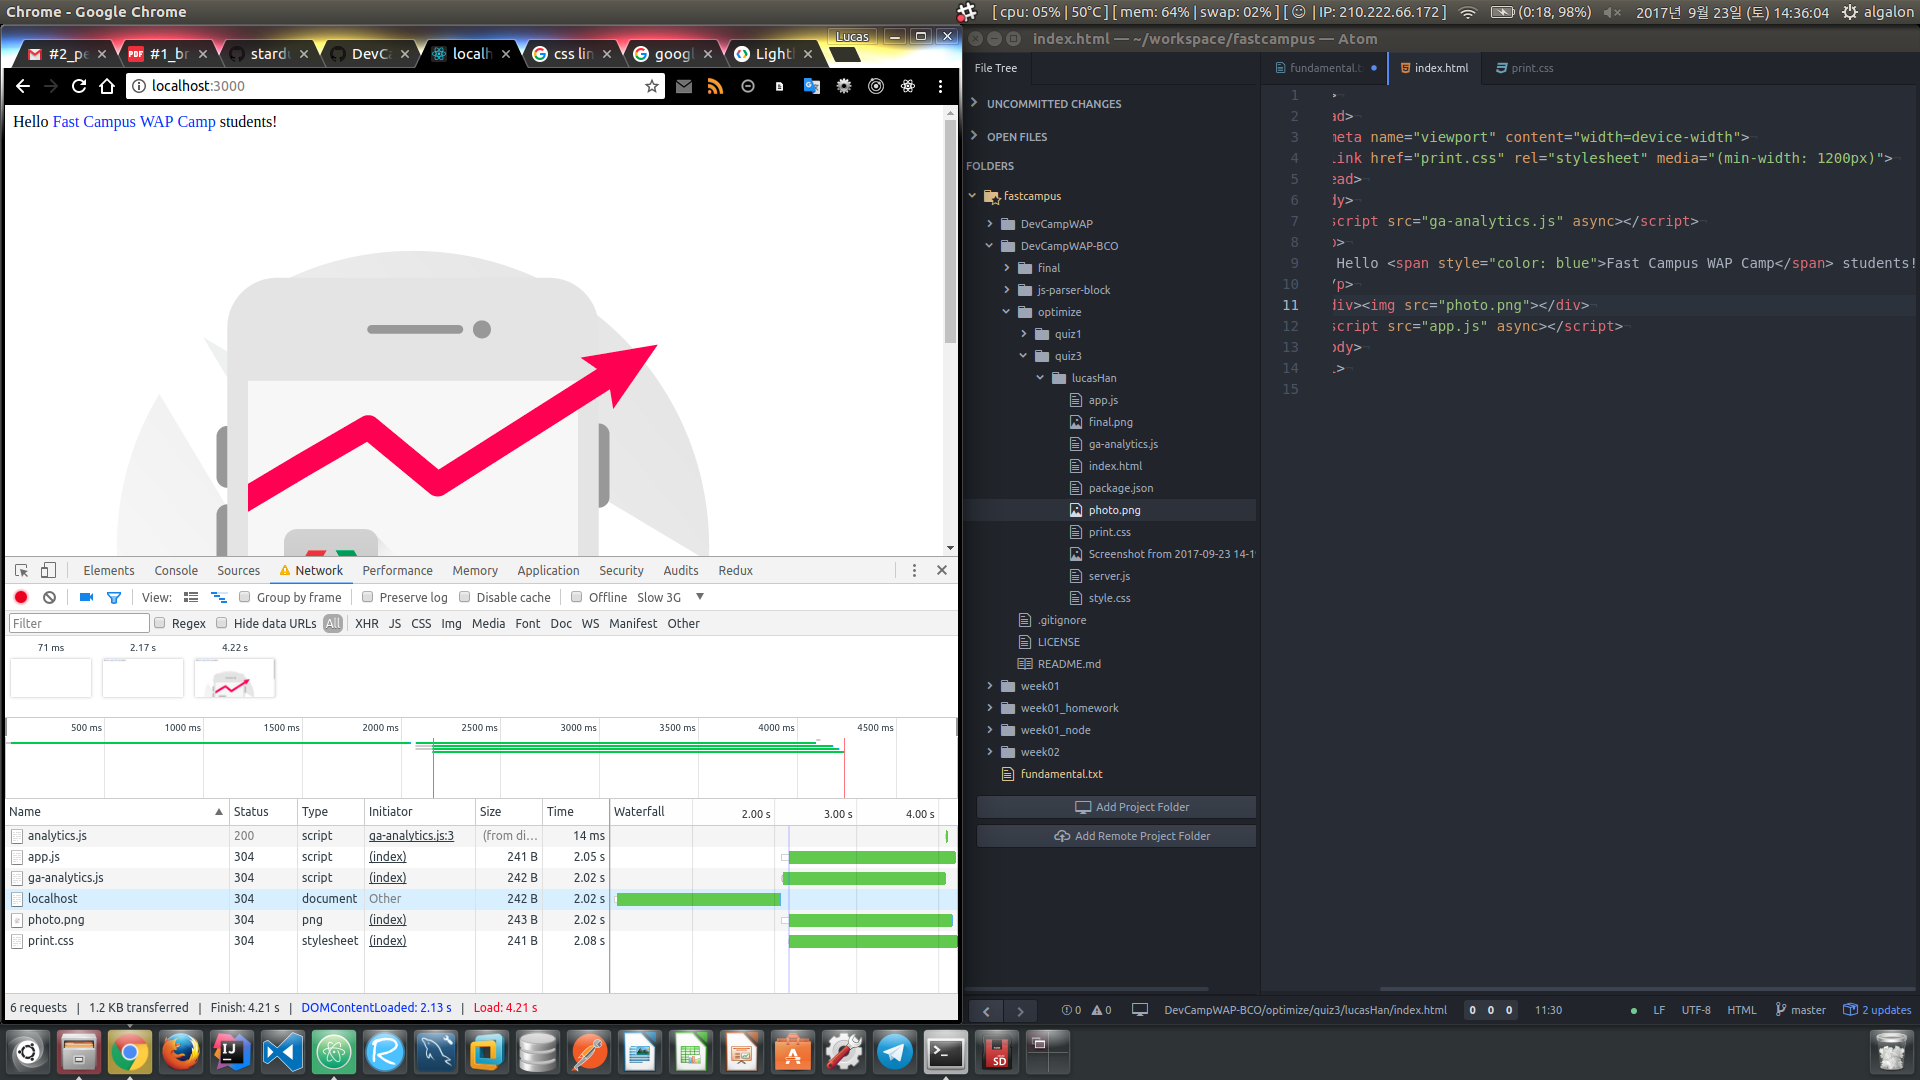 Chrome - Google Chrome
[ cpu: 05% | 50℃ ] [ mem: 64% | swap: 02% ] [ ☺ | IP: 210.222.66.172 ]
(0:18, 98%)
2017년 9월 23일 (토) 14:36:04
algalon
Lucas
#2_pe
#1_br
stardu
DevCa
localh
css lin
googl
Lightl
localhost:3000
Hello Fast Campus WAP Camp students!
Elements Console Sources Network Performance Memory Application Security Audits Redux
View: Group by frame Preserve log Disable cache Offline Slow 3G
Filter Regex Hide data URLs All XHR JS CSS Img Media Font Doc WS Manifest Other
71 ms 2.17 s 4.22 s
500 ms 1000 ms 1500 ms 2000 ms 2500 ms 3000 ms 3500 ms 4000 ms 4500 ms
Name Status Type Initiator Size Time Waterfall 2.00 s 3.00 s 4.00 s
analytics.js 200 script ga-analytics.js:3 (from di... 14 ms
app.js 304 script (index) 241 B 2.05 s
ga-analytics.js 304 script (index) 242 B 2.02 s
localhost 304 document Other 242 B 2.02 s
photo.png 304 png (index) 243 B 2.02 s
print.css 304 stylesheet (index) 241 B 2.08 s
6 requests | 1.2 KB transferred | Finish: 4.21 s | DOMContentLoaded: 2.13 s | Load: 4.21 s
index.html — ~/workspace/fastcampus — Atom
File Tree
UNCOMMITTED CHANGES
OPEN FILES
FOLDERS
fastcampus
DevCampWAP
DevCampWAP-BCO
final
js-parser-block
optimize
quiz1
quiz3
lucasHan
app.js
final.png
ga-analytics.js
index.html
package.json
photo.png
print.css
Screenshot from 2017-09-23 14-1
server.js
style.css
.gitignore
LICENSE
README.md
week01
week01_homework
week01_node
week02
fundamental.txt
Add Project Folder
Add Remote Project Folder
fundamental.t
index.html
print.css
1 >
2 ad>
3 meta name="viewport" content="width=device-width">
4 link href="print.css" rel="stylesheet" media="(min-width: 1200px)">
5 ead>
6 dy>
7 script src="ga-analytics.js" async></script>
8 p>
9 Hello <span style="color: blue">Fast Campus WAP Camp</span> students!
10 /p>
11 div><img src="photo.png"></div>
12 script src="app.js" async></script>
13 ody>
14 l>
15
0 0 DevCampWAP-BCO/optimize/quiz3/lucasHan/index.html 0 0 0 11:30 LF UTF-8 HTML master 2 updates
IJ
SD